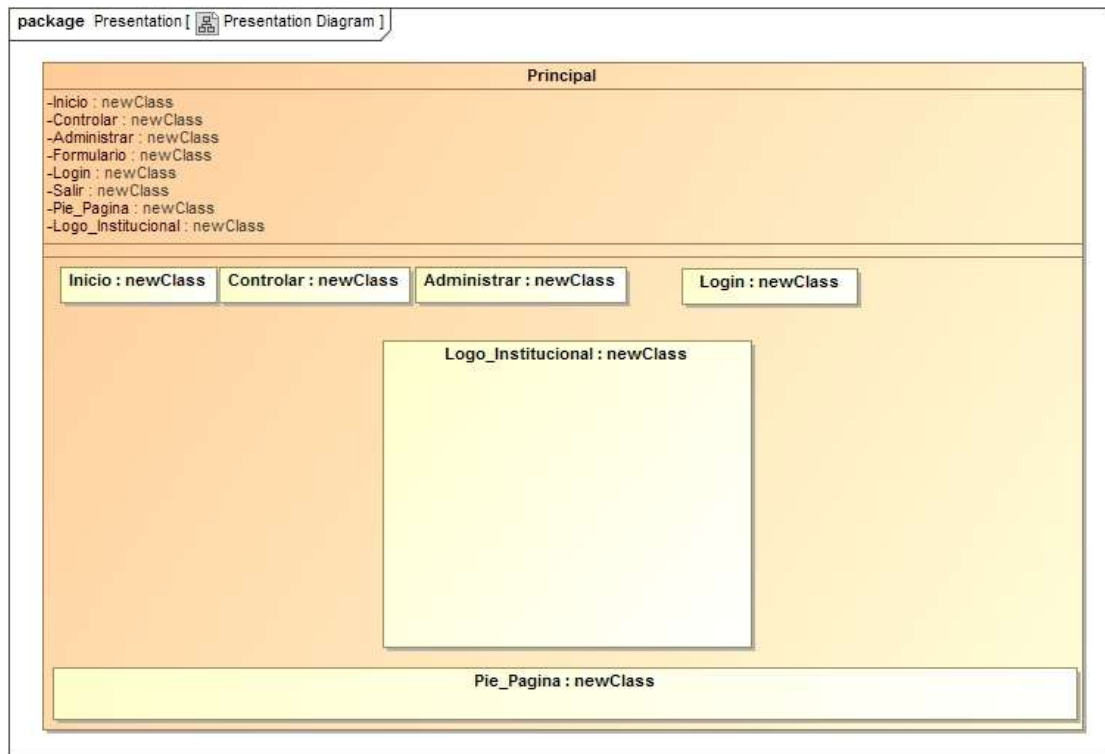 package Presentation [ Presentation Diagram ]
Principal
-Inicio : newClass
-Controlar : newClass
-Administrar : newClass
-Formulario : newClass
-Login : newClass
-Salir : newClass
-Pie_Pagina : newClass
-Logo_Institucional : newClass
Inicio : newClass Controlar : newClass Administrar : newClass Login : newClass
Logo_Institucional : newClass
Pie_Pagina : newClass